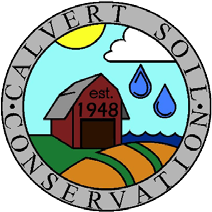 CALVERT SOIL
CONSERVATION
est.
1948